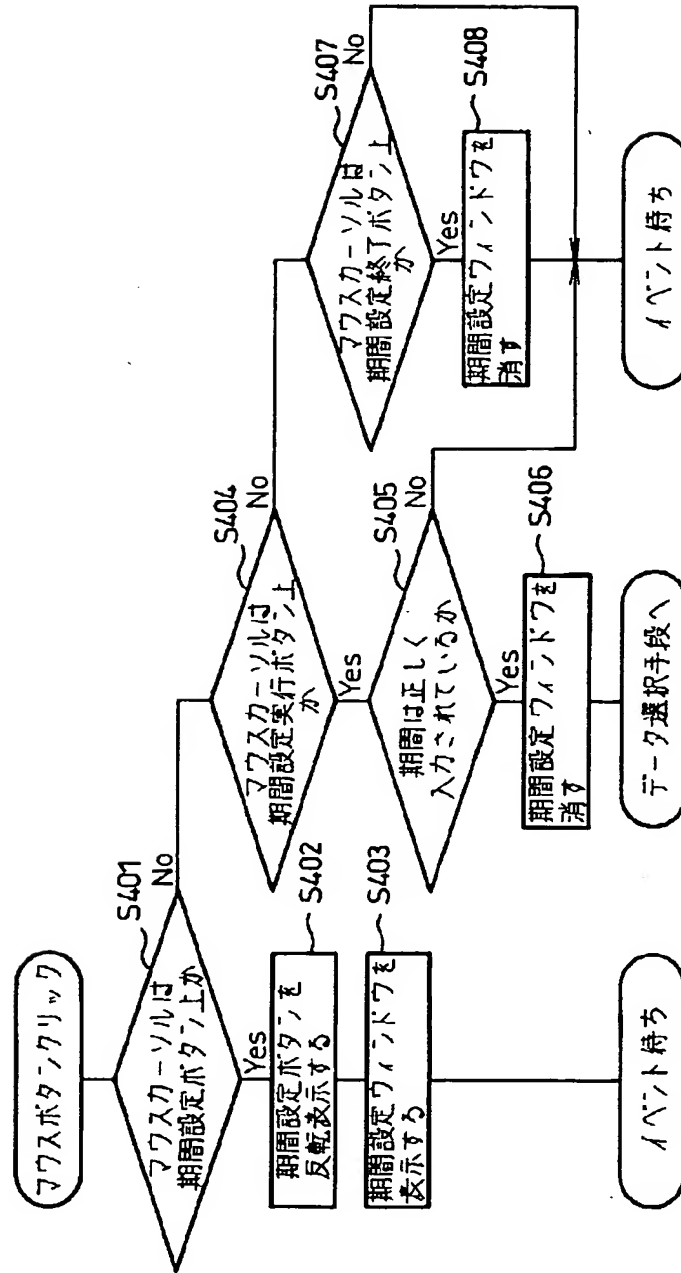 マウスボタンクリック
S401
マウスカーソルは
期間設定ボタン上か
No
Yes
S402
期間設定ボタンを
反転表示する
S403
期間設定ウィンドウを
表示する
イベント待ち
S404
マウスカーソルは
期間設定実行ボタン上
か
No
Yes
S405
期間は正しく
入力されているか
No
Yes
S406
期間設定ウィンドウを
消す
データ選択手段へ
S407
マウスカーソルは
期間設定終了ボタン上
か
No
Yes
S408
期間設定ウィンドウを
消す
イベント待ち